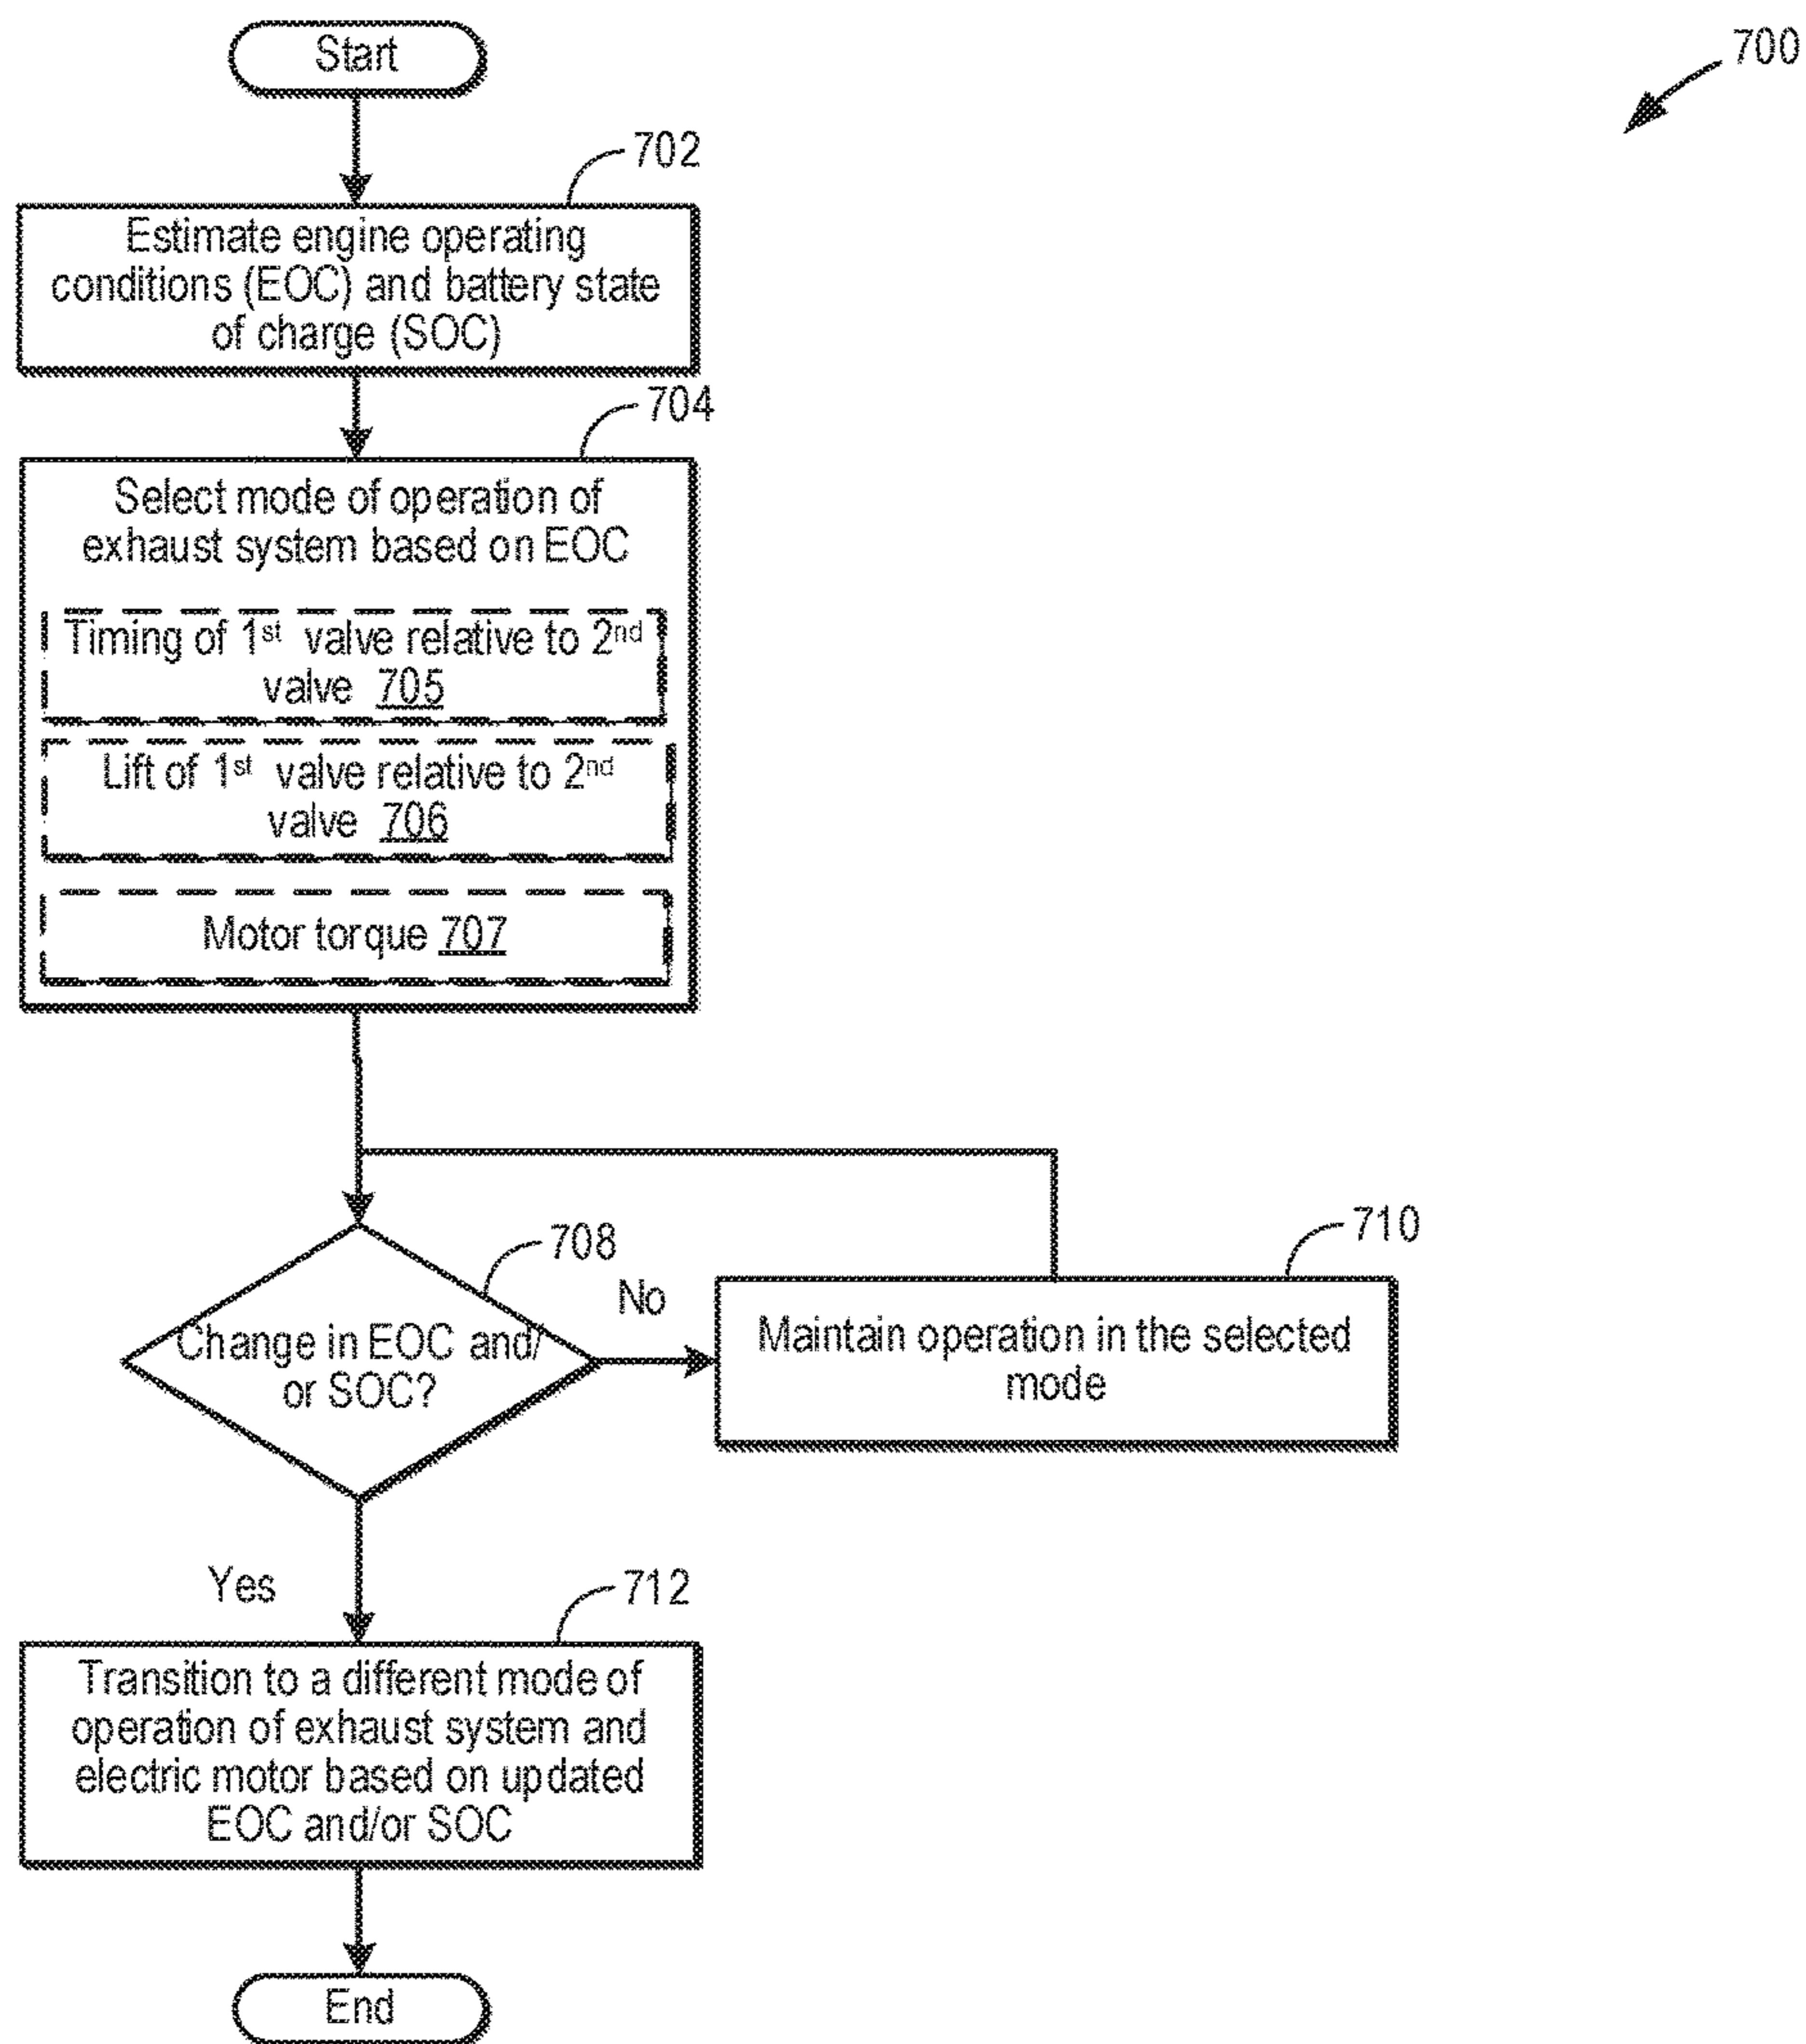 Start
700
702
Estimate engine operating
conditions (EOC) and battery state
of charge (SOC)
704
Select mode of operation of
exhaust system based on EOC
Timing of 1st valve relative to 2nd
valve 705
Lift of 1st valve relative to 2nd
valve 706
Motor torque 707
708
No
710
Change in EOC and/
or SOC?
Maintain operation in the selected
mode
Yes
712
Transition to a different mode of
operation of exhaust system and
electric motor based on updated
EOC and/or SOC
End